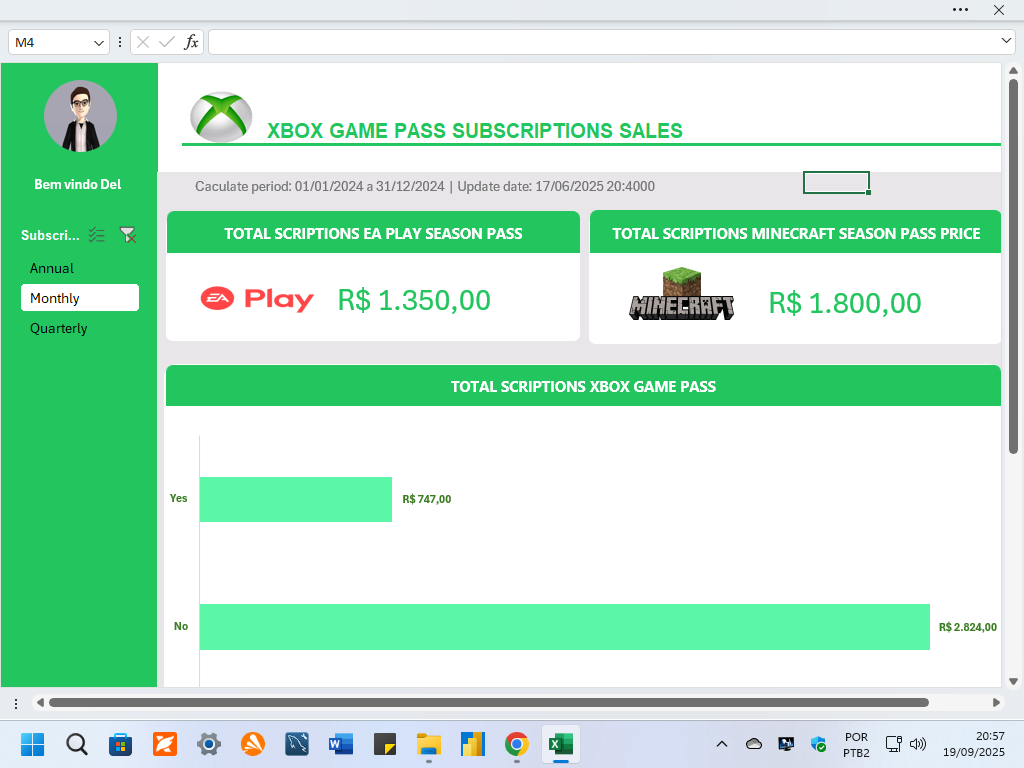 M4
fx
Bem vindo Del
XBOX GAME PASS SUBSCRIPTIONS SALES
Caculate period: 01/01/2024 a 31/12/2024 | Update date: 17/06/2025 20:4000
Subscri...
Annual
Monthly
Quarterly
TOTAL SCRIPTIONS EA PLAY SEASON PASS
EA Play
R$ 1.350,00
TOTAL SCRIPTIONS MINECRAFT SEASON PASS PRICE
MINECRAFT
R$ 1.800,00
TOTAL SCRIPTIONS XBOX GAME PASS
Yes
R$ 747,00
No
R$ 2.824,00
POR
PTB2
20:57
19/09/2025